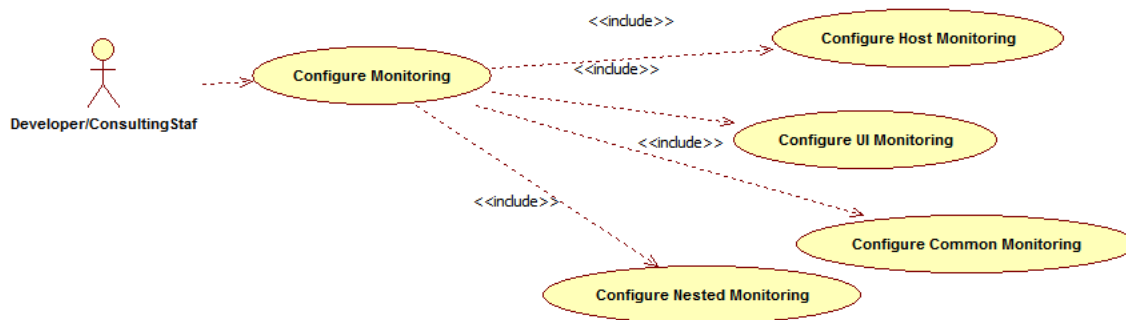 <<include>>
Configure Host Monitoring
Configure Monitoring
<<include>>
Developer/ConsultingStaf
Configure UI Monitoring
<<include>>
<<include>>
Configure Common Monitoring
Configure Nested Monitoring